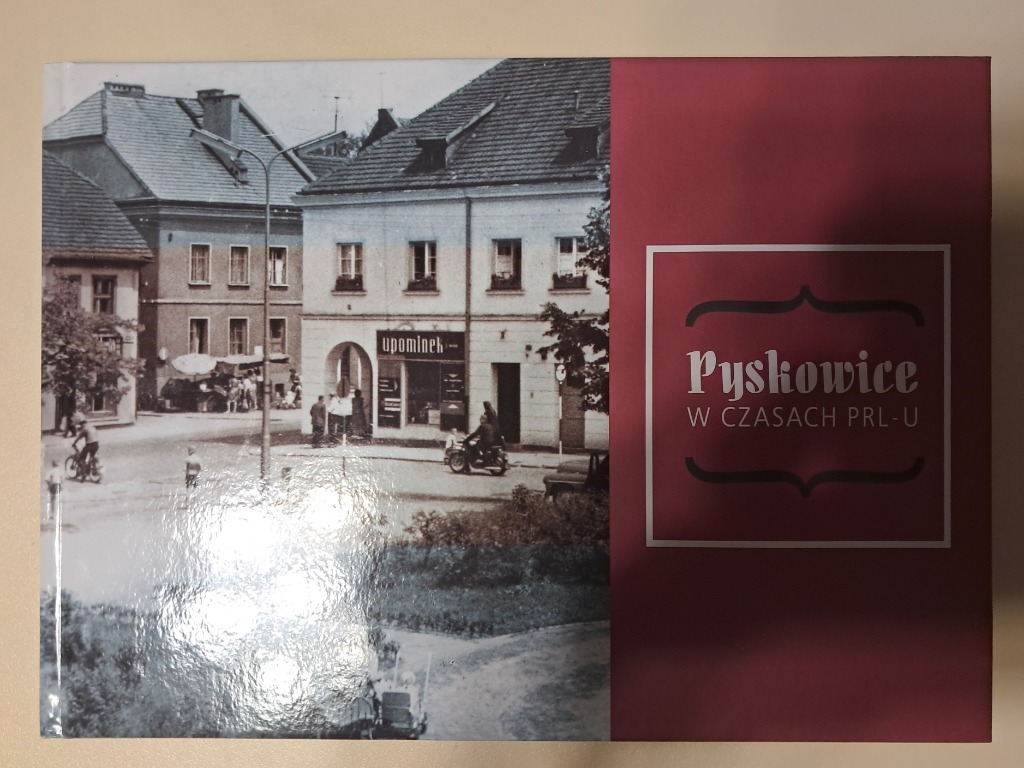 upominek
Pyskowice
W CZASACH PRL-U